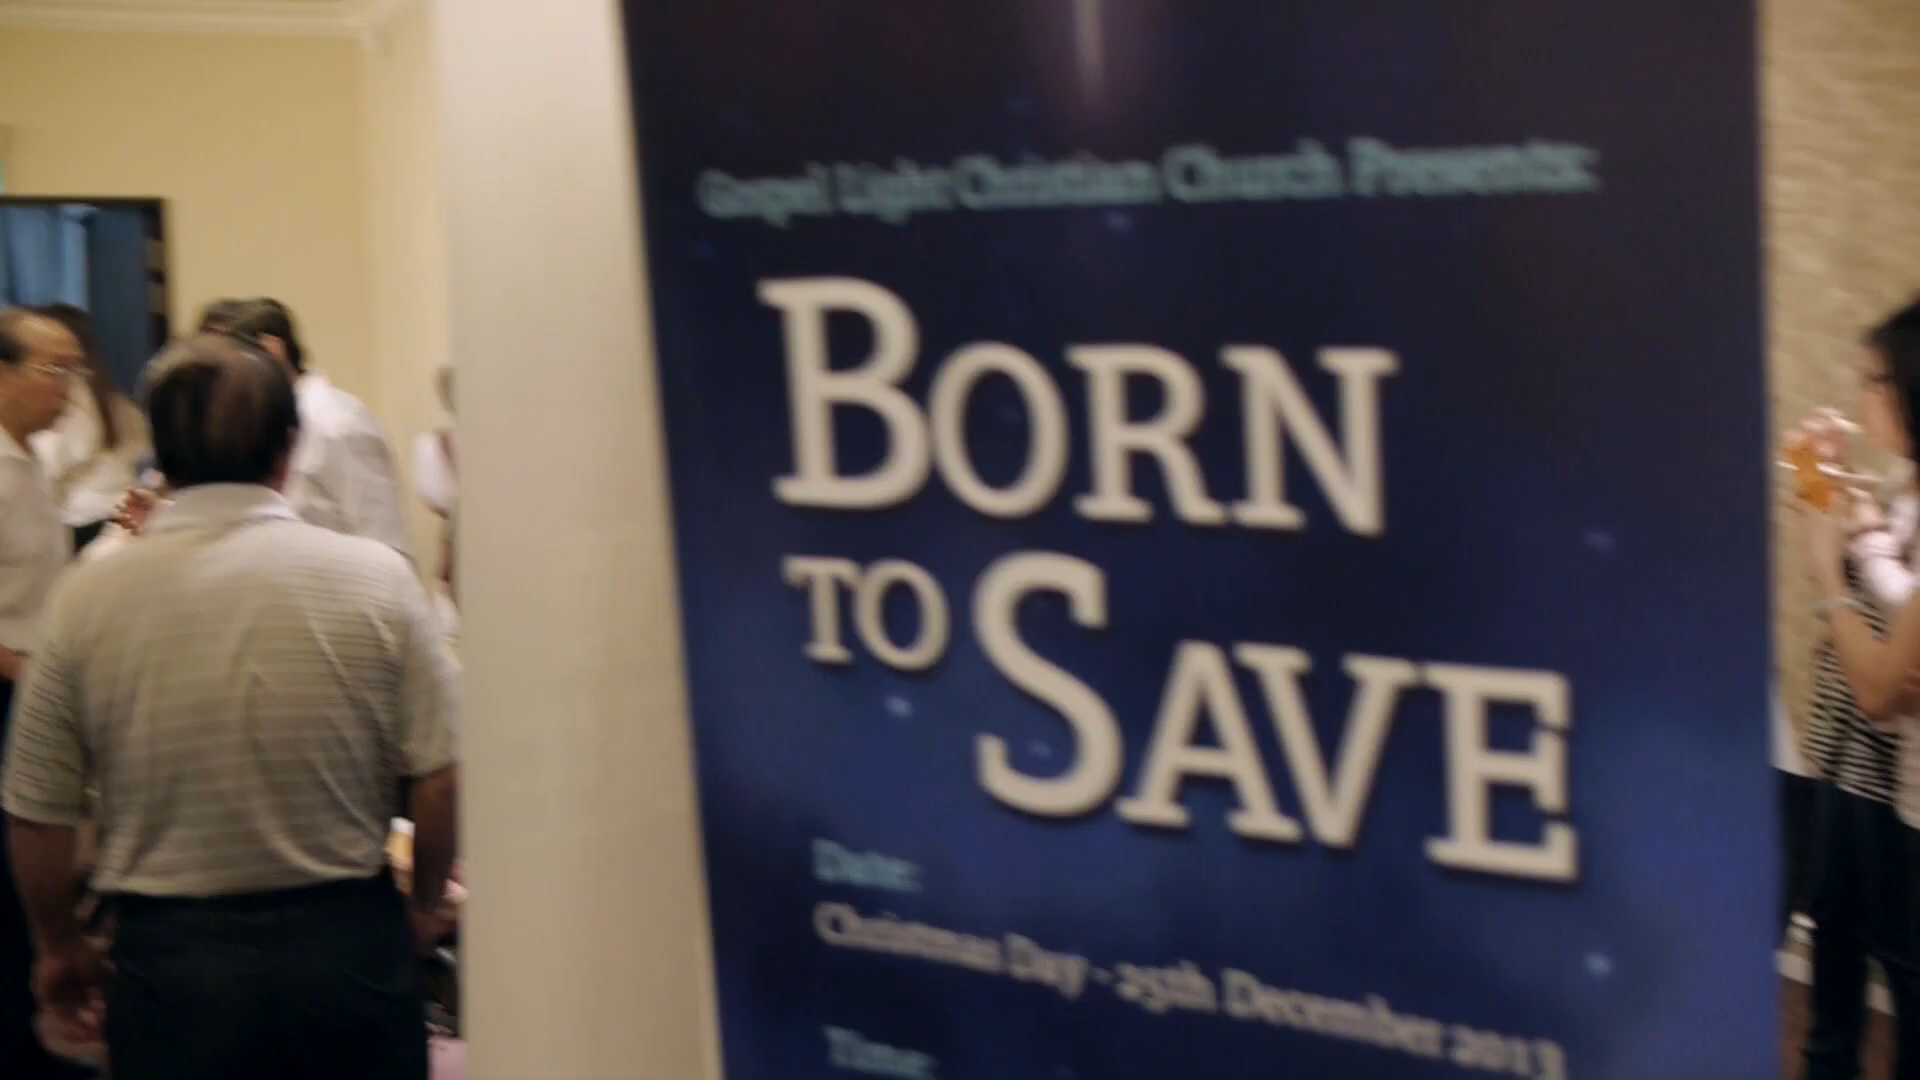 Gospel Light Christian Church Presents:
BORN
TO SAVE
Date:
Christmas Day - 25th December 2013
Time: